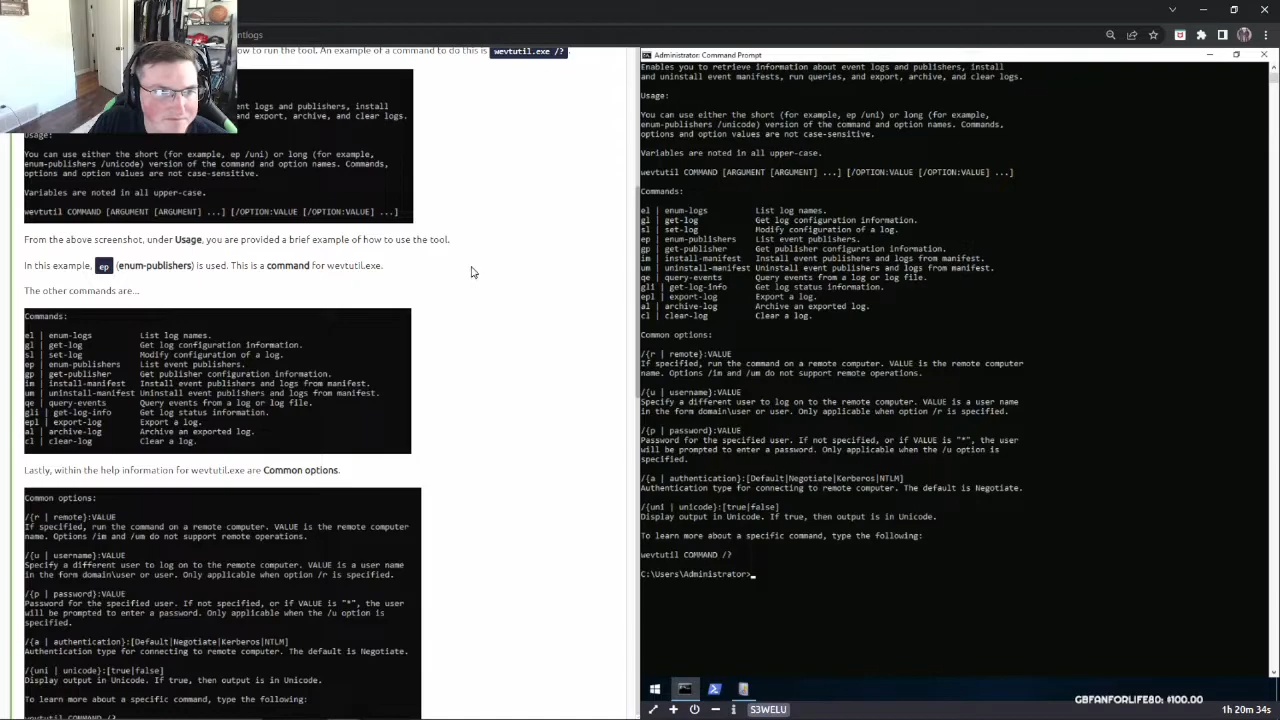 entlogs
ow to run the tool. An example of a command to do this is wevtutil.exe /? .
ent logs and publishers, install
and export, archive, and clear logs.
Usage:
You can use either the short (for example, ep /uni) or long (for example,
enum-publishers /unicode) version of the command and option names. Commands,
options and option values are not case-sensitive.
Variables are noted in all upper-case.
wevtutil COMMAND [ARGUMENT [ARGUMENT] ...] [/OPTION:VALUE [/OPTION:VALUE] ...]
From the above screenshot, under Usage, you are provided a brief example of how to use the tool.
In this example, ep (enum-publishers) is used. This is a command for wevtutil.exe.
The other commands are...
Commands:
el | enum-logs List log names.
gl | get-log Get log configuration information.
sl | set-log Modify configuration of a log.
ep | enum-publishers List event publishers.
gp | get-publisher Get publisher configuration information.
im | install-manifest Install event publishers and logs from manifest.
um | uninstall-manifest Uninstall event publishers and logs from manifest.
qe | query-events Query events from a log or log file.
gli | get-log-info Get log status information.
epl | export-log Export a log.
al | archive-log Archive an exported log.
cl | clear-log Clear a log.
Lastly, within the help information for wevtutil.exe are Common options.
Common options:
/{r | remote}:VALUE
If specified, run the command on a remote computer. VALUE is the remote computer
name. Options /im and /um do not support remote operations.
/{u | username}:VALUE
Specify a different user to log on to the remote computer. VALUE is a user name
in the form domain\user or user. Only applicable when option /r is specified.
/{p | password}:VALUE
Password for the specified user. If not specified, or if VALUE is "*", the user
will be prompted to enter a password. Only applicable when the /u option is
specified.
/{a | authentication}:[Default|Negotiate|Kerberos|NTLM]
Authentication type for connecting to remote computer. The default is Negotiate.
/{uni | unicode}:[true|false]
Display output in Unicode. If true, then output is in Unicode.
To learn more about a specific command, type the following:
wevtutil COMMAND /?
Administrator: Command Prompt
Enables you to retrieve information about event logs and publishers, install
and uninstall event manifests, run queries, and export, archive, and clear logs.
Usage:
You can use either the short (for example, ep /uni) or long (for example,
enum-publishers /unicode) version of the command and option names. Commands,
options and option values are not case-sensitive.
Variables are noted in all upper-case.
wevtutil COMMAND [ARGUMENT [ARGUMENT] ...] [/OPTION:VALUE [/OPTION:VALUE] ...]
Commands:
el | enum-logs List log names.
gl | get-log Get log configuration information.
sl | set-log Modify configuration of a log.
ep | enum-publishers List event publishers.
gp | get-publisher Get publisher configuration information.
im | install-manifest Install event publishers and logs from manifest.
um | uninstall-manifest Uninstall event publishers and logs from manifest.
qe | query-events Query events from a log or log file.
gli | get-log-info Get log status information.
epl | export-log Export a log.
al | archive-log Archive an exported log.
cl | clear-log Clear a log.
Common options:
/{r | remote}:VALUE
If specified, run the command on a remote computer. VALUE is the remote computer
name. Options /im and /um do not support remote operations.
/{u | username}:VALUE
Specify a different user to log on to the remote computer. VALUE is a user name
in the form domain\user or user. Only applicable when option /r is specified.
/{p | password}:VALUE
Password for the specified user. If not specified, or if VALUE is "*", the user
will be prompted to enter a password. Only applicable when the /u option is
specified.
/{a | authentication}:[Default|Negotiate|Kerberos|NTLM]
Authentication type for connecting to remote computer. The default is Negotiate.
/{uni | unicode}:[true|false]
Display output in Unicode. If true, then output is in Unicode.
To learn more about a specific command, type the following:
wevtutil COMMAND /?
C:\Users\Administrator>_
GBFANFORLIFE80: $100.00
S3WELU
1h 20m 34s